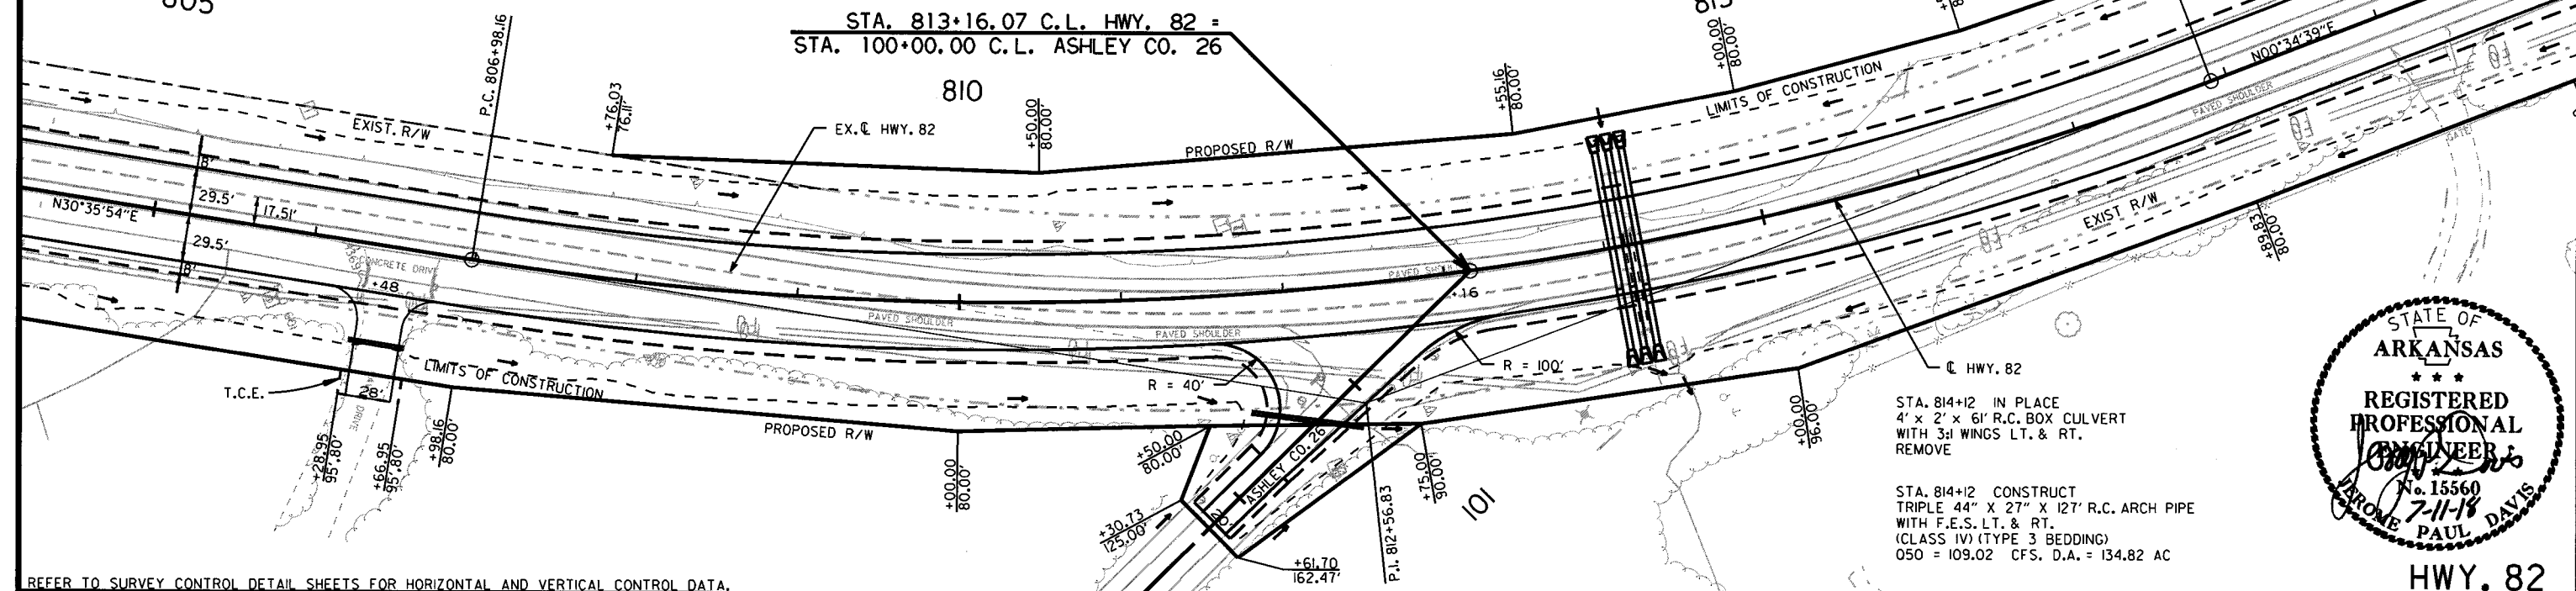 805
STA. 813+16.07 C.L. HWY. 82 =
STA. 100+00.00 C.L. ASHLEY CO. 26
810
815
P.C. 806+98.16
+76.03
76.11'
+50.00
80.00'
+55.16
80.00'
+00.00
80.00'
EXIST. R/W
EX. ℄ HWY. 82
PROPOSED R/W
LIMITS OF CONSTRUCTION
N00°34'39"E
PAVED SHOULDER
GATE
8'
29.5'
17.51'
N30°35'54"E
29.5'
8'
CONCRETE DRIVE
+48
PAVED SHOULDER
PAVED SHOULDER
+16
EXIST R/W
+89.83
80.00'
T.C.E.
28'
DRIVE
LIMITS OF CONSTRUCTION
PROPOSED R/W
R = 40'
R = 100'
℄ HWY. 82
+28.95
95'.80'
+66.95
95'.80'
+98.16
80.00'
+00.00
80.00'
+50.00
80.00'
+30.73
125.00'
20'
ASHLEY CO. 26
+61.70
162.47'
P.I. 812+56.83
+75.00
90.00'
101
+00.00
96.00'
STA. 814+12 IN PLACE
4' x 2' x 61' R.C. BOX CULVERT
WITH 3:1 WINGS LT. & RT.
REMOVE
STA. 814+12 CONSTRUCT
TRIPLE 44" X 27" X 127' R.C. ARCH PIPE
WITH F.E.S. LT. & RT.
(CLASS IV) (TYPE 3 BEDDING)
Q50 = 109.02 CFS. D.A. = 134.82 AC
STATE OF
ARKANSAS
★ ★ ★
REGISTERED
PROFESSIONAL
ENGINEER
No. 15560
7-11-18
JEROME PAUL DAVIS
HWY. 82
REFER TO SURVEY CONTROL DETAIL SHEETS FOR HORIZONTAL AND VERTICAL CONTROL DATA.